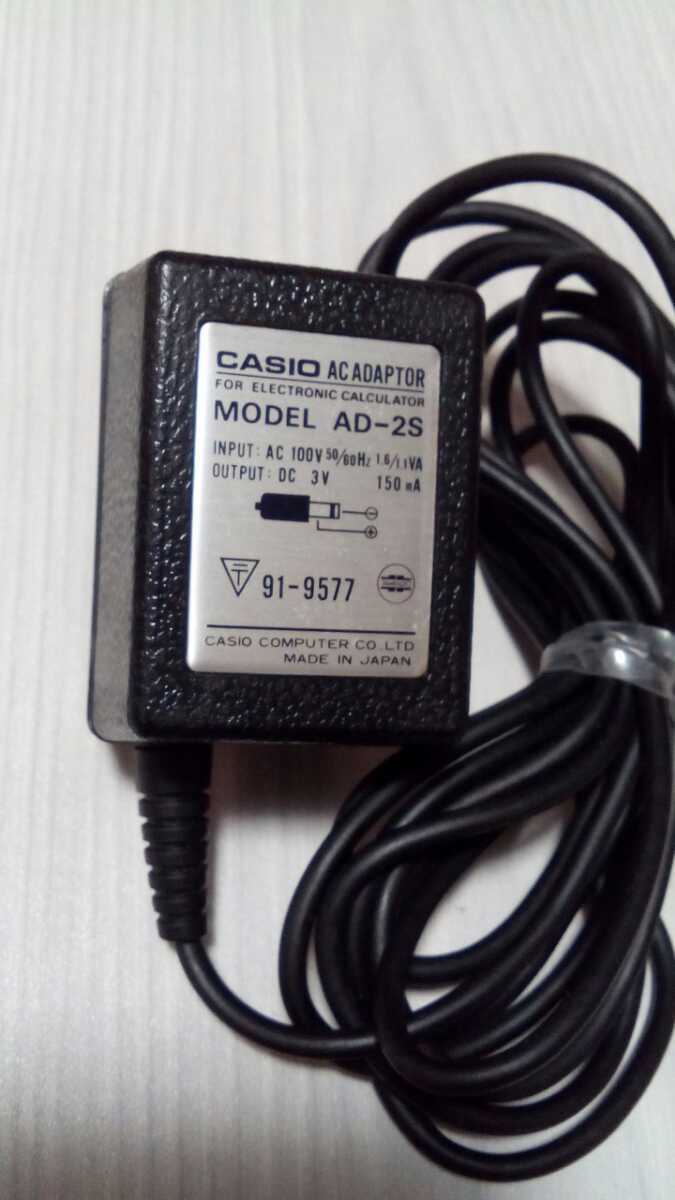 CASIO AC ADAPTOR
FOR ELECTRONIC CALCULATOR
MODEL AD-2S
INPUT: AC 100V 50/60Hz 1.6/1.1VA
OUTPUT: DC 3V 150mA
⊖
⊕
〒 91-9577
CASIO COMPUTER CO.,LTD
MADE IN JAPAN